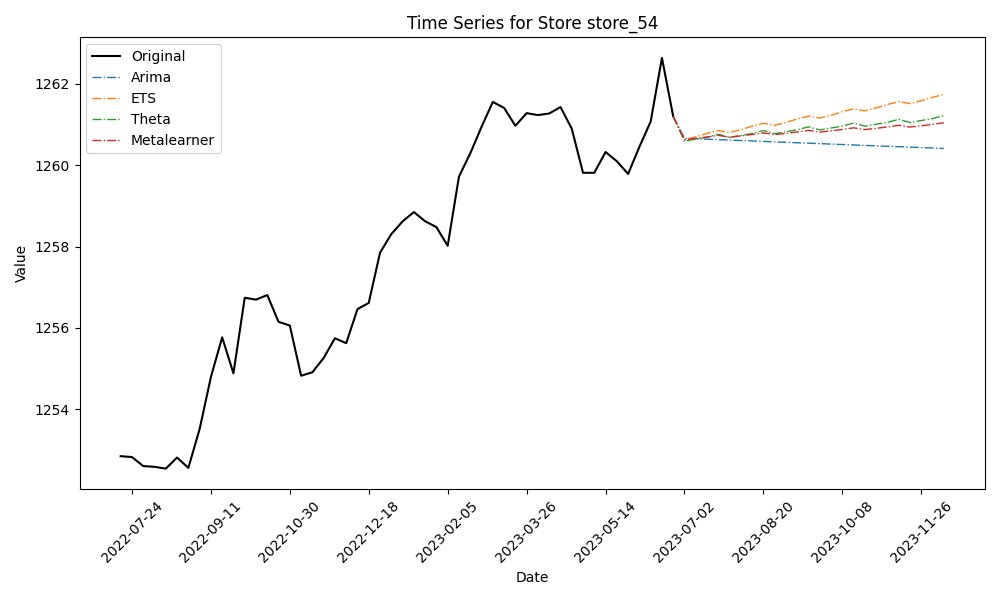 Time Series for Store store_54
Original
Arima
ETS
Theta
Metalearner
Value
1262
1260
1258
1256
1254
2022-07-24
2022-09-11
2022-10-30
2022-12-18
2023-02-05
2023-03-26
2023-05-14
2023-07-02
2023-08-20
2023-10-08
2023-11-26
Date